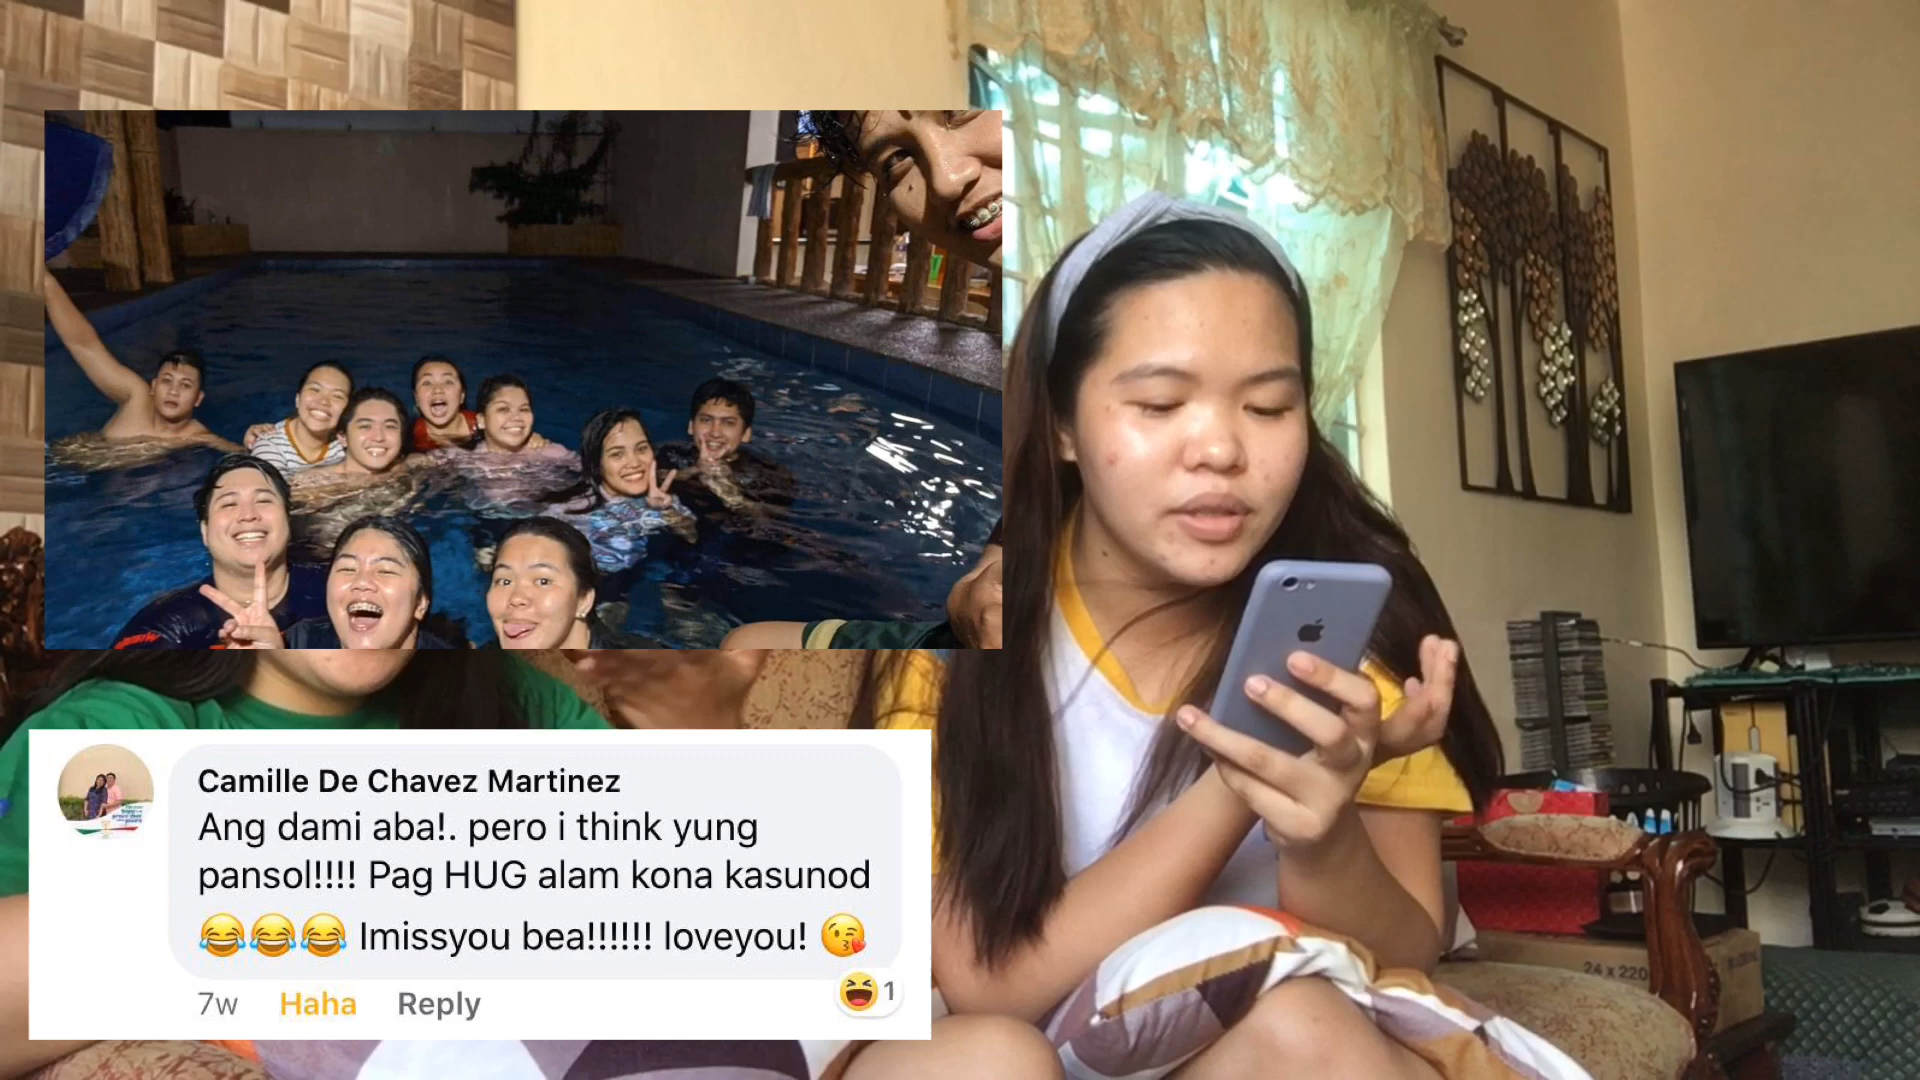 Camille De Chavez Martinez
Ang dami aba!. pero i think yung
pansol!!!! Pag HUG alam kona kasunod
😂😂😂 Imissyou bea!!!!!! loveyou! 😘
7w Haha Reply
1
24 x 220